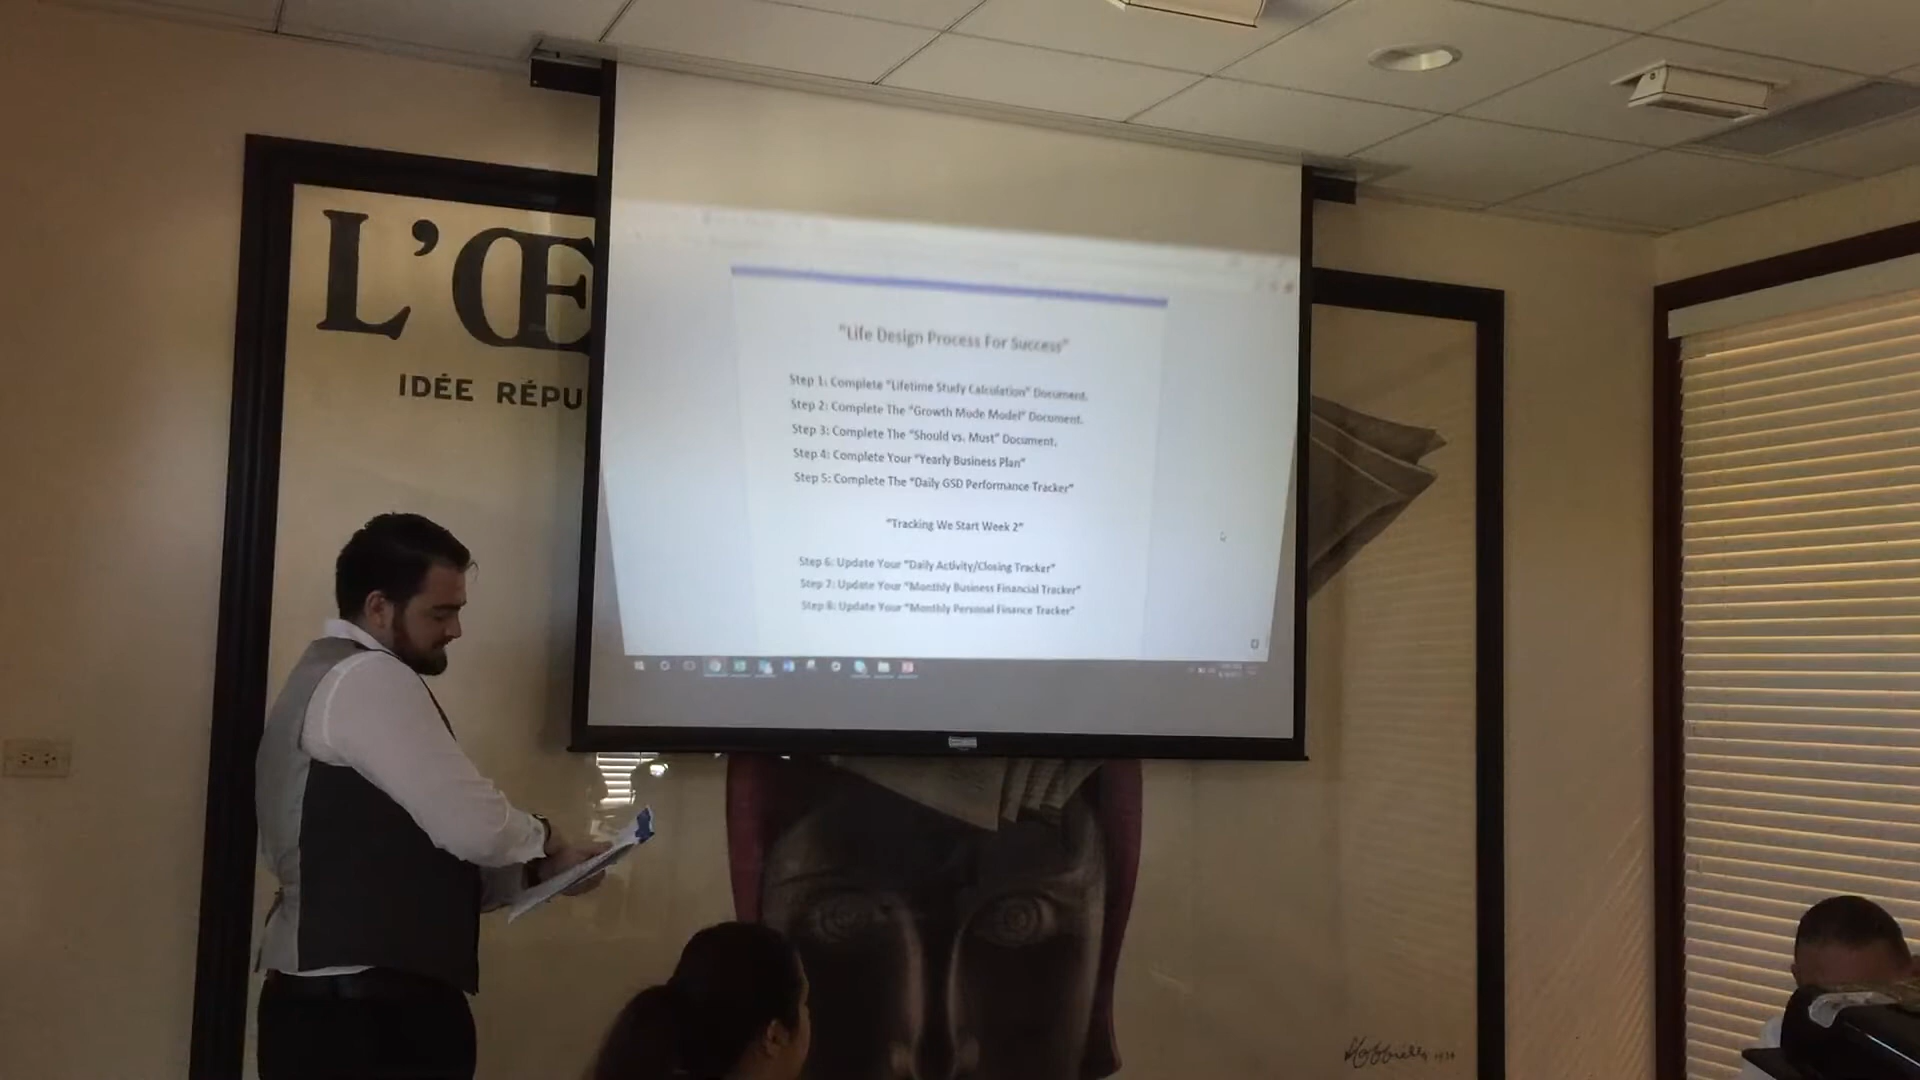 L'Œ
IDÉE RÉPU
"Life Design Process For Success"
Step 1: Complete "Lifetime Study Calculation" Document.
Step 2: Complete The "Growth Mode Model" Document.
Step 3: Complete The "Should vs. Must" Document.
Step 4: Complete Your "Yearly Business Plan"
Step 5: Complete The "Daily GSD Performance Tracker"
"Tracking We Start Week 2"
Step 6: Update Your "Daily Activity/Closing Tracker"
Step 7: Update Your "Monthly Business Financial Tracker"
Step 8: Update Your "Monthly Personal Finance Tracker"